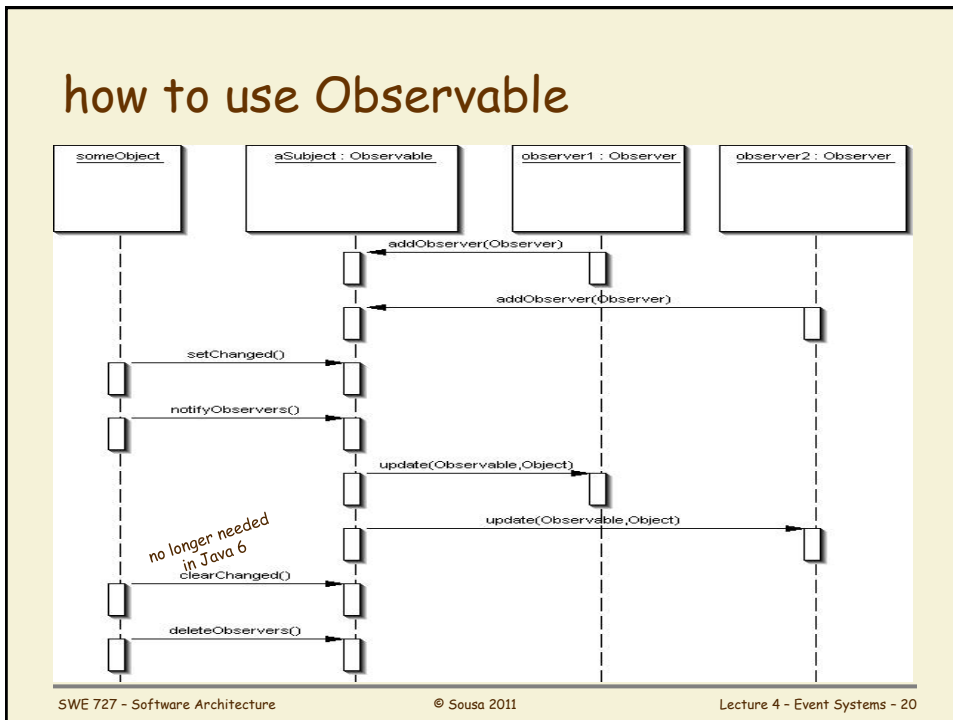 how to use Observable
someObject
aSubject : Observable
observer1 : Observer
observer2 : Observer
addObserver(Observer)
addObserver(Observer)
setChanged()
notifyObservers()
update(Observable,Object)
update(Observable,Object)
no longer needed
in Java 6
clearChanged()
deleteObservers()
SWE 727 – Software Architecture
© Sousa 2011
Lecture 4 – Event Systems – 20